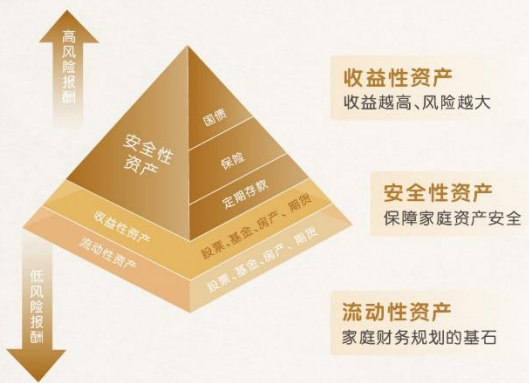 高风险报酬
安全性
资产
国债
保险
定期存款
收益性资产
股票、基金、房产、期货
流动性资产
股票、基金、房产、期货
低风险报酬
收益性资产
收益越高、风险越大
安全性资产
保障家庭资产安全
流动性资产
家庭财务规划的基石